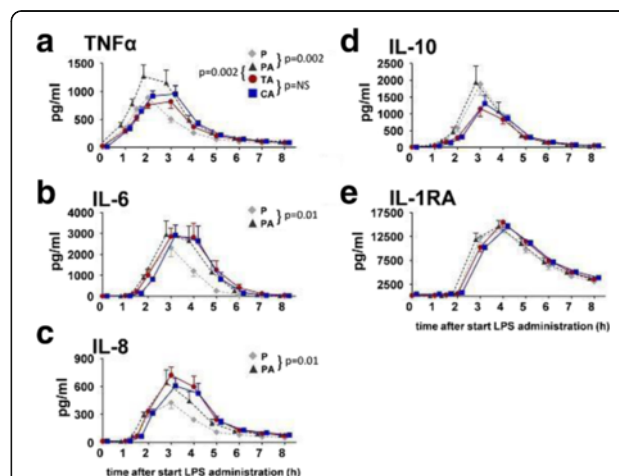 a TNFα
1500
1000
500
0
pg/ml
0 1 2 3 4 5 6 7 8
P
PA
TA
CA
p=0.002
p=0.002
p=NS
b IL-6
4000
3000
2000
1000
0
pg/ml
0 1 2 3 4 5 6 7 8
P
PA
p=0.01
c IL-8
900
600
300
0
pg/ml
0 1 2 3 4 5 6 7 8
time after start LPS administration (h)
P
PA
p=0.01
d IL-10
2500
2000
1500
1000
500
0
pg/ml
0 1 2 3 4 5 6 7 8
e IL-1RA
17500
12500
7500
2500
pg/ml
0 1 2 3 4 5 6 7 8
time after start LPS administration (h)